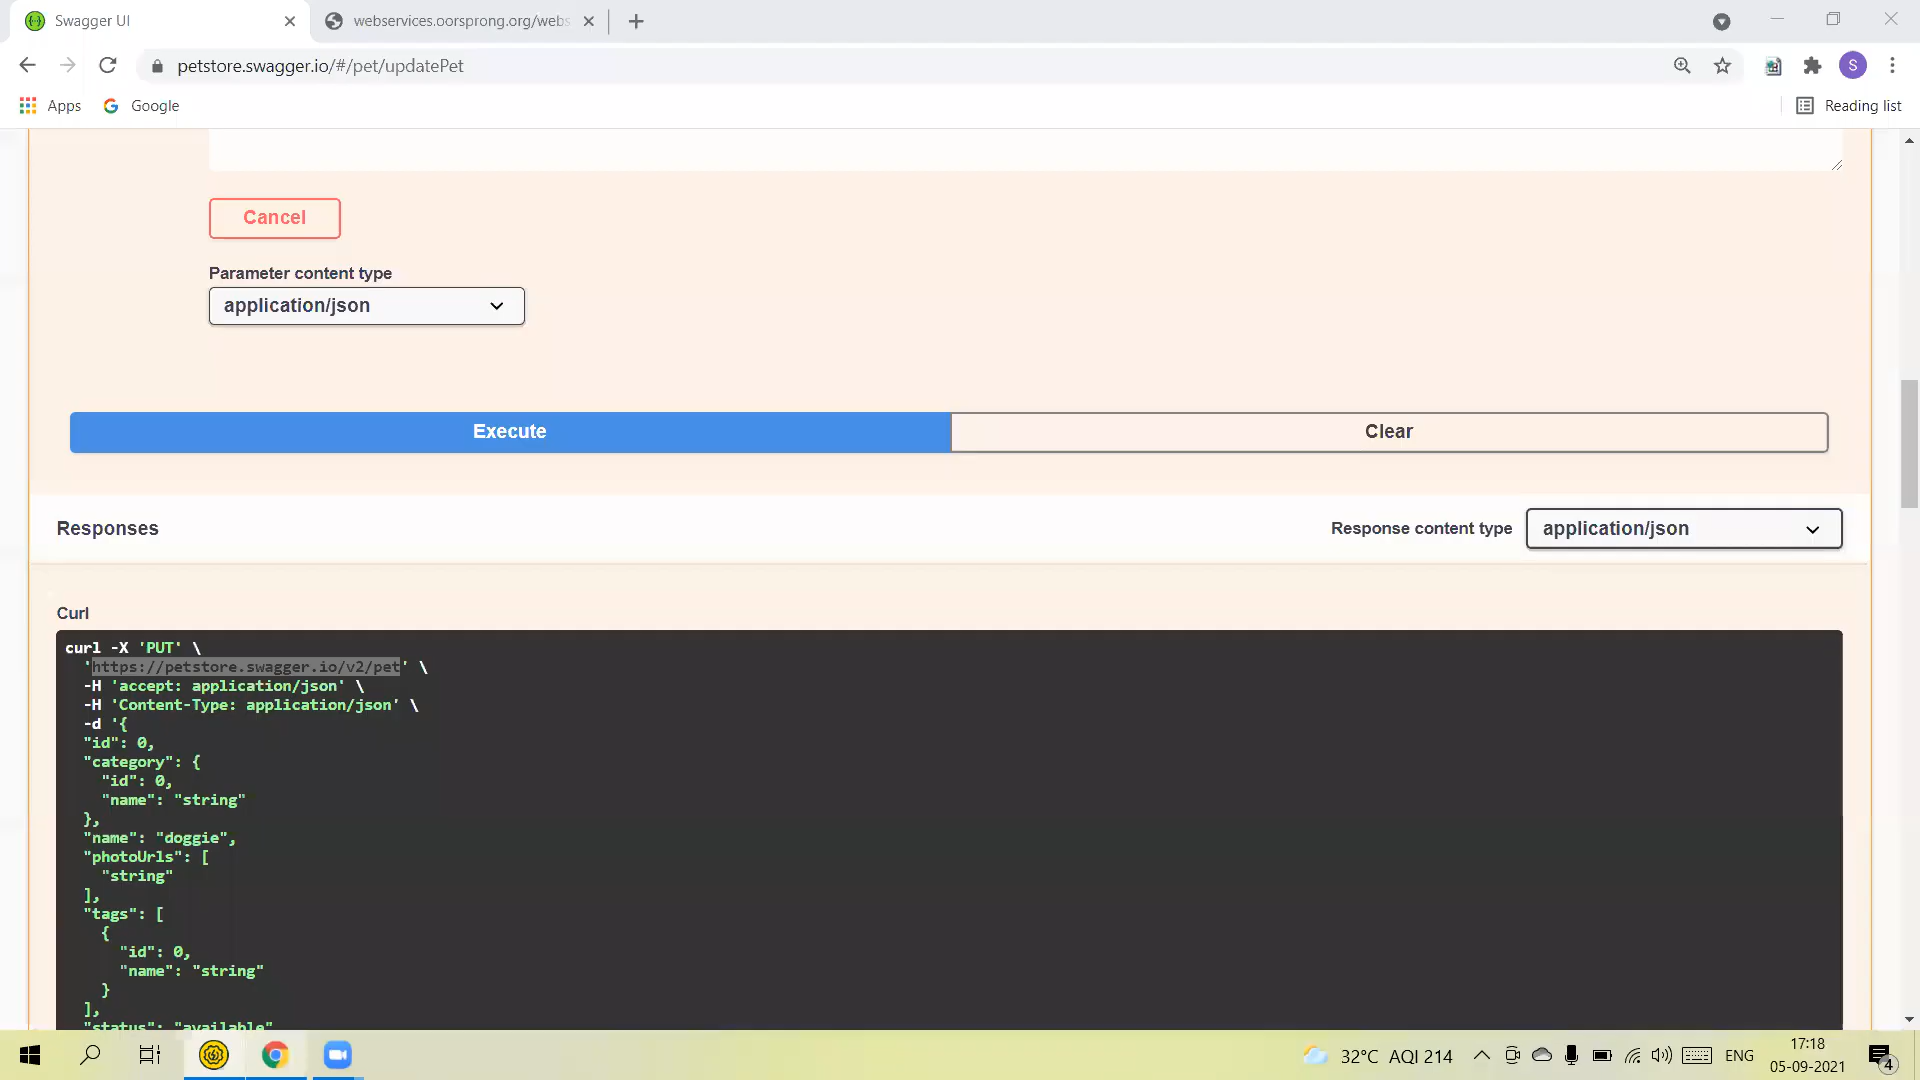 Swagger UI
webservices.oorsprong.org/webs
petstore.swagger.io/#/pet/updatePet
S
Apps
Google
Reading list
Cancel
Parameter content type
application/json
Execute
Clear
Responses
Response content type
application/json
Curl
curl -X 'PUT' \
'https://petstore.swagger.io/v2/pet' \
-H 'accept: application/json' \
-H 'Content-Type: application/json' \
-d '{
"id": 0,
"category": {
"id": 0,
"name": "string"
},
"name": "doggie",
"photoUrls": [
"string"
],
"tags": [
{
"id": 0,
"name": "string"
}
],
"status": "available"
32°C AQI 214
ENG
17:18
05-09-2021
4